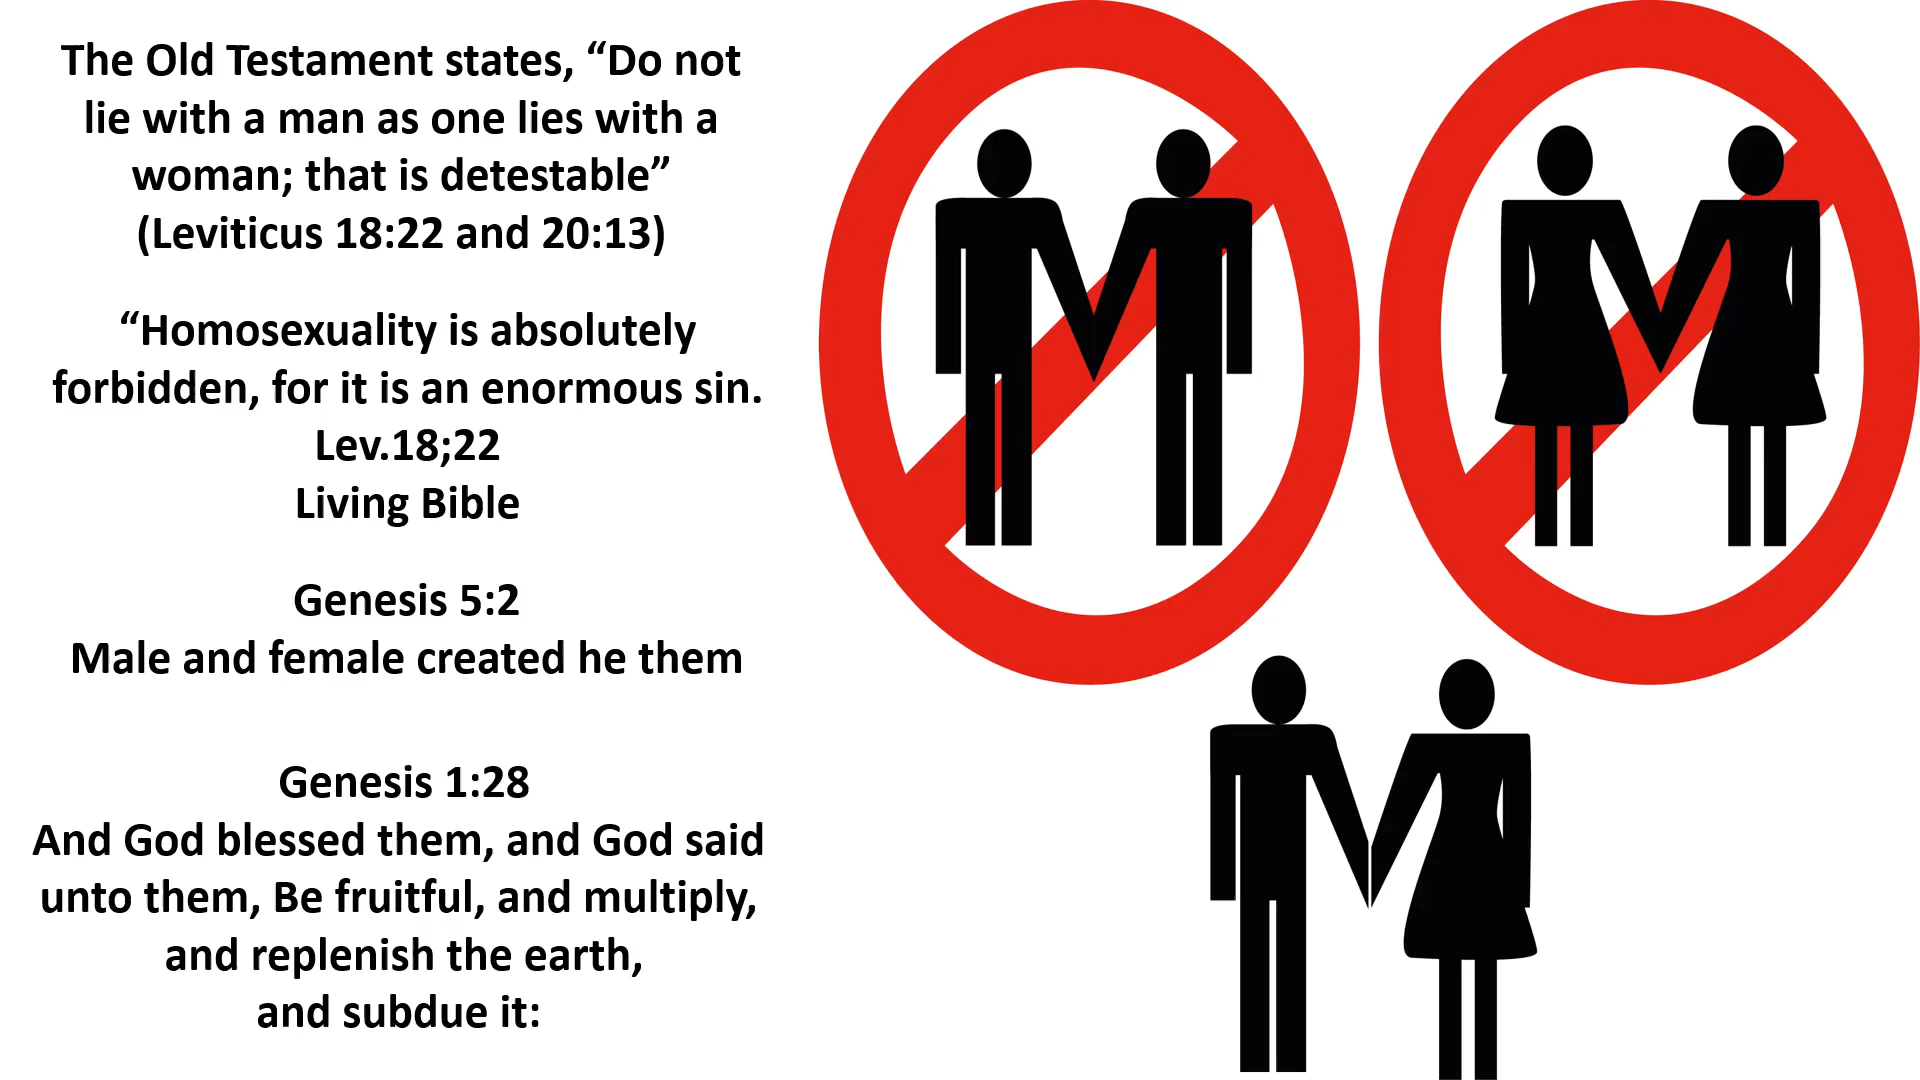 The Old Testament states, “Do not
lie with a man as one lies with a
woman; that is detestable”
(Leviticus 18:22 and 20:13)
“Homosexuality is absolutely
forbidden, for it is an enormous sin.
Lev.18;22
Living Bible
Genesis 5:2
Male and female created he them
Genesis 1:28
And God blessed them, and God said
unto them, Be fruitful, and multiply,
and replenish the earth,
and subdue it: